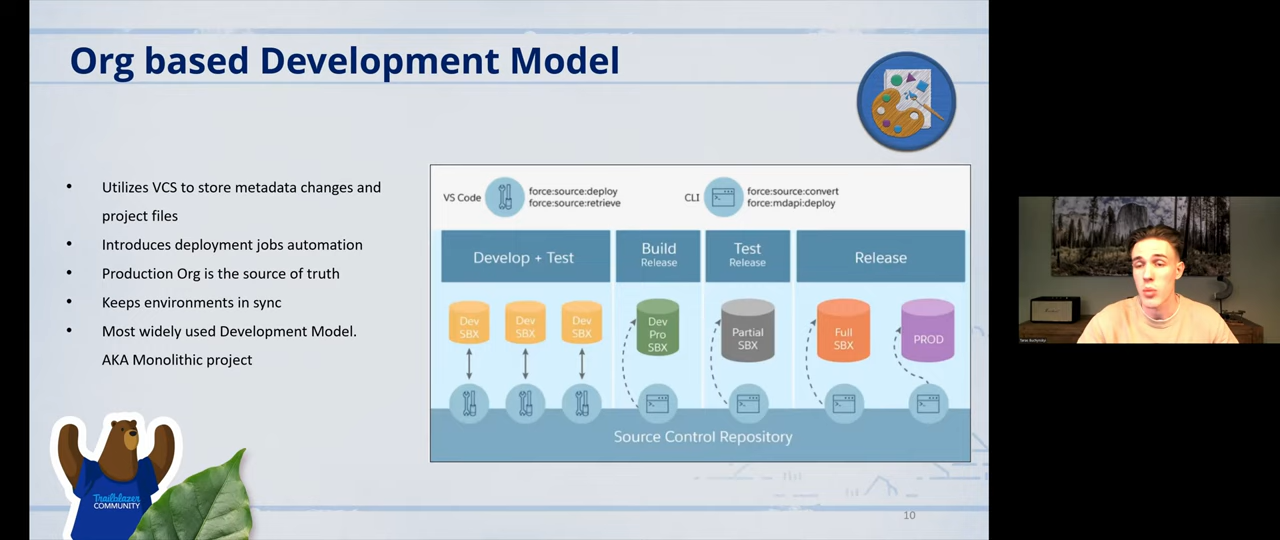 Org based Development Model
• Utilizes VCS to store metadata changes and
project files
• Introduces deployment jobs automation
• Production Org is the source of truth
• Keeps environments in sync
• Most widely used Development Model.
AKA Monolithic project
VS Code
force:source:deploy
force:source:retrieve
CLI
force:source:convert
force:mdapi:deploy
Develop + Test
Build
Release
Test
Release
Release
Dev
SBX
Dev
SBX
Dev
SBX
Dev
Pro
SBX
Partial
SBX
Full
SBX
PROD
Source Control Repository
Trailblazer
COMMUNITY
10